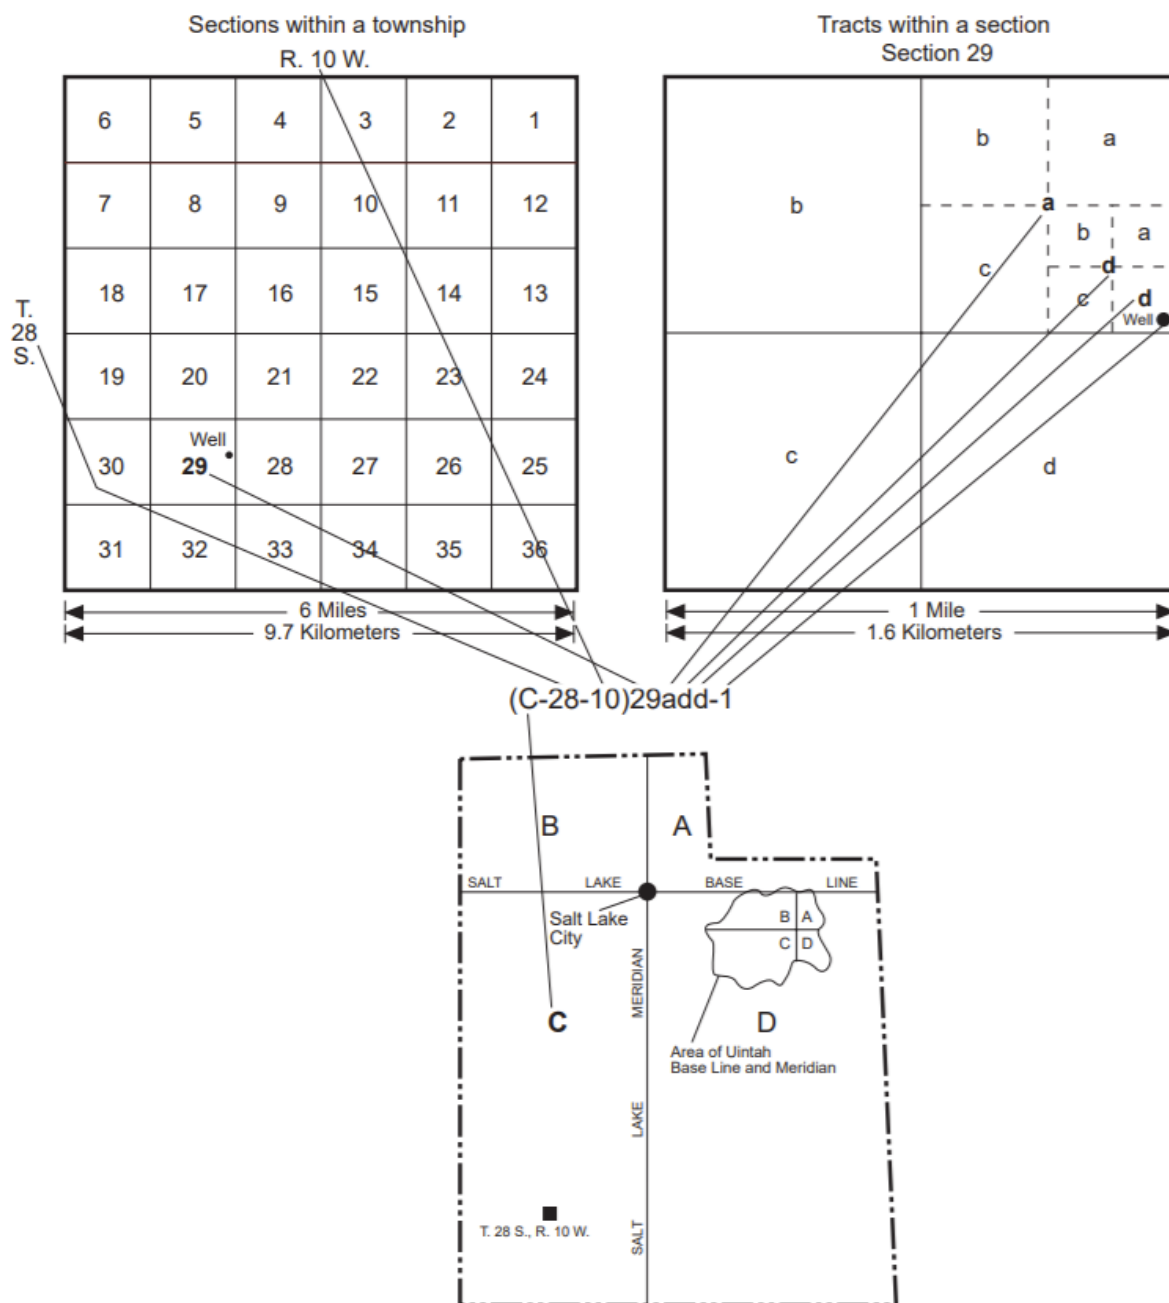 Sections within a township
R. 10 W.
6 5 4 3 2 1
7 8 9 10 11 12
18 17 16 15 14 13
T.
28
S.
19 20 21 22 23 24
Well
30 29 28 27 26 25
31 32 33 34 35 36
6 Miles
9.7 Kilometers
Tracts within a section
Section 29
b a
b a
b a
c d
c d
Well
c d
1 Mile
1.6 Kilometers
(C-28-10)29add-1
B A
SALT LAKE BASE LINE
Salt Lake
City
B A
C D
MERIDIAN
C D
Area of Uintah
Base Line and Meridian
LAKE
SALT
T. 28 S., R. 10 W.